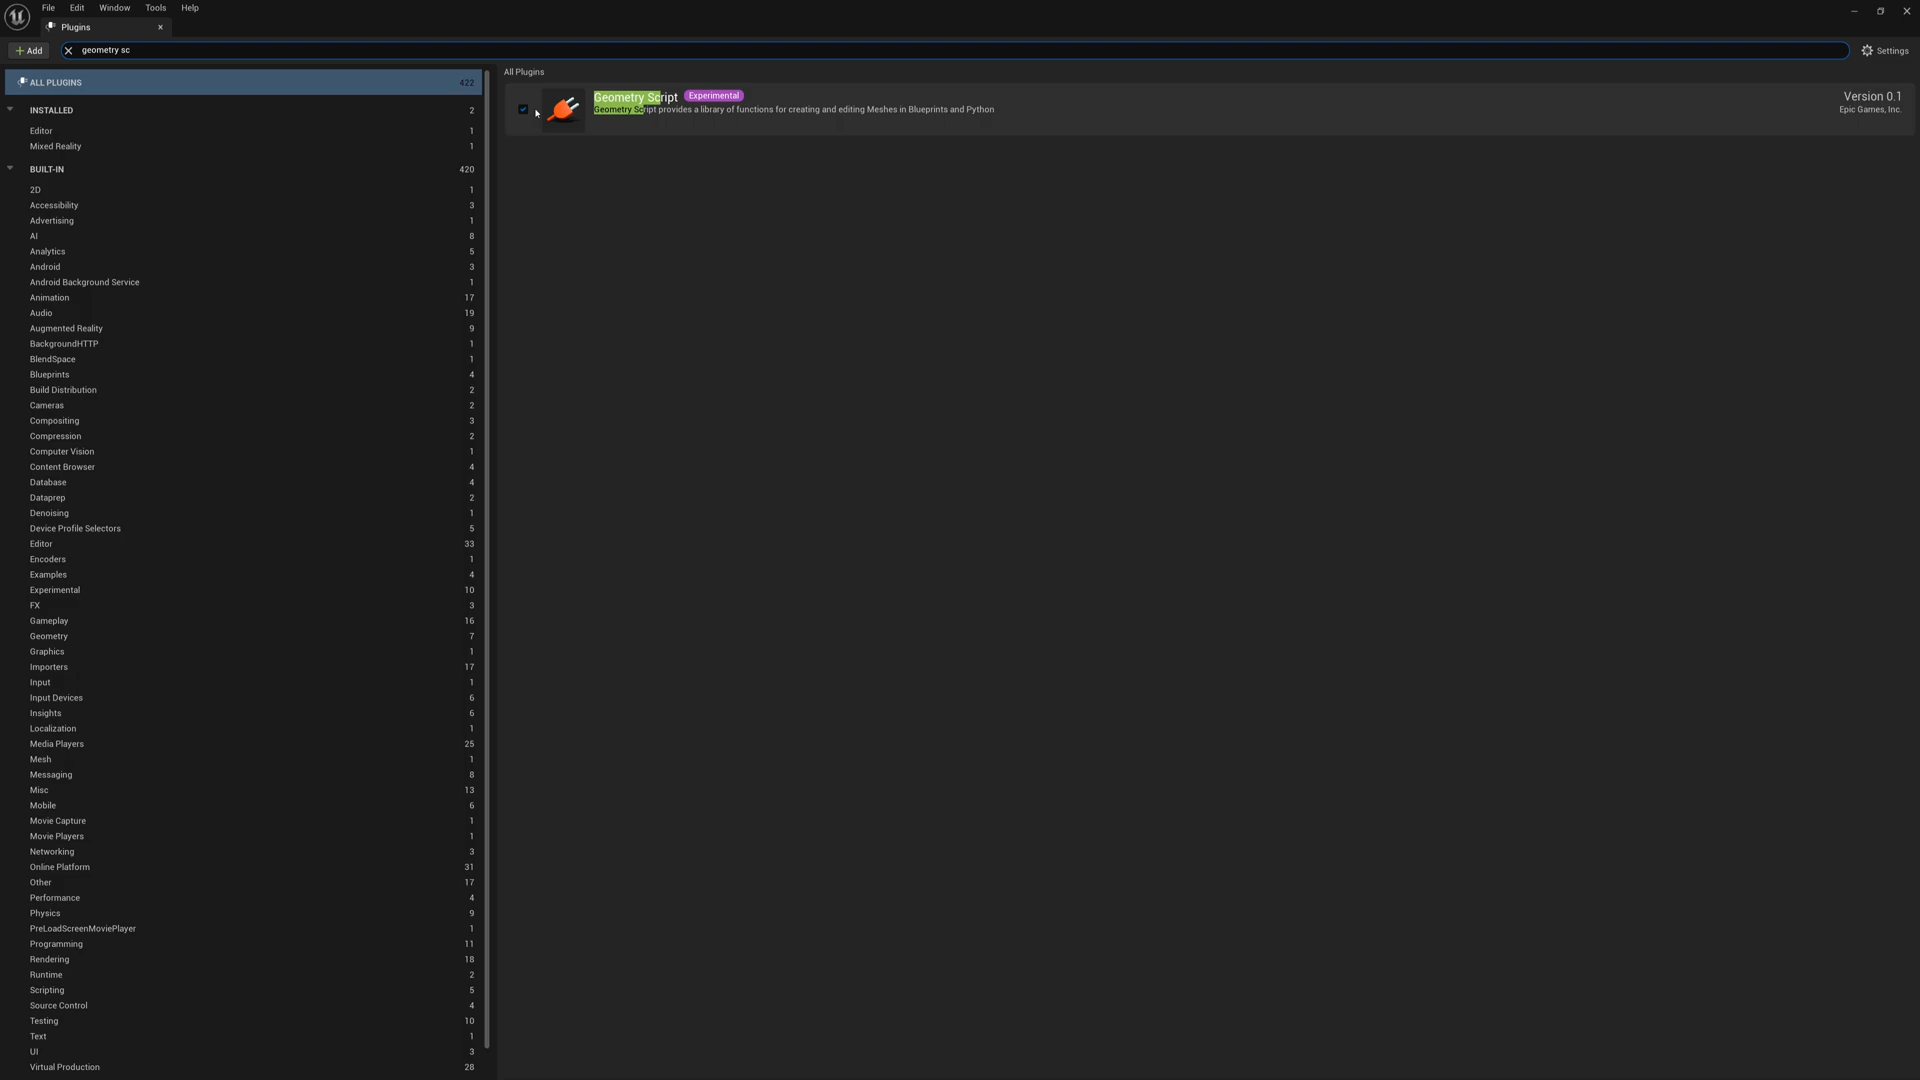 File Edit Window Tools Help
Plugins
+ Add geometry sc Settings
ALL PLUGINS 422
INSTALLED 2
Editor 1
Mixed Reality 1
BUILT-IN 420
2D 1
Accessibility 3
Advertising 1
AI 8
Analytics 5
Android 3
Android Background Service 1
Animation 17
Audio 19
Augmented Reality 9
BackgroundHTTP 1
BlendSpace 1
Blueprints 4
Build Distribution 2
Cameras 2
Compositing 3
Compression 2
Computer Vision 1
Content Browser 4
Database 4
Dataprep 2
Denoising 1
Device Profile Selectors 5
Editor 33
Encoders 1
Examples 4
Experimental 10
FX 3
Gameplay 16
Geometry 7
Graphics 1
Importers 17
Input 1
Input Devices 6
Insights 6
Localization 1
Media Players 25
Mesh 1
Messaging 8
Misc 13
Mobile 6
Movie Capture 1
Movie Players 1
Networking 3
Online Platform 31
Other 17
Performance 4
Physics 9
PreLoadScreenMoviePlayer 1
Programming 11
Rendering 18
Runtime 2
Scripting 5
Source Control 4
Testing 10
Text 1
UI 3
Virtual Production 28
All Plugins
Geometry Script Experimental Version 0.1
Geometry Script provides a library of functions for creating and editing Meshes in Blueprints and Python Epic Games, Inc.